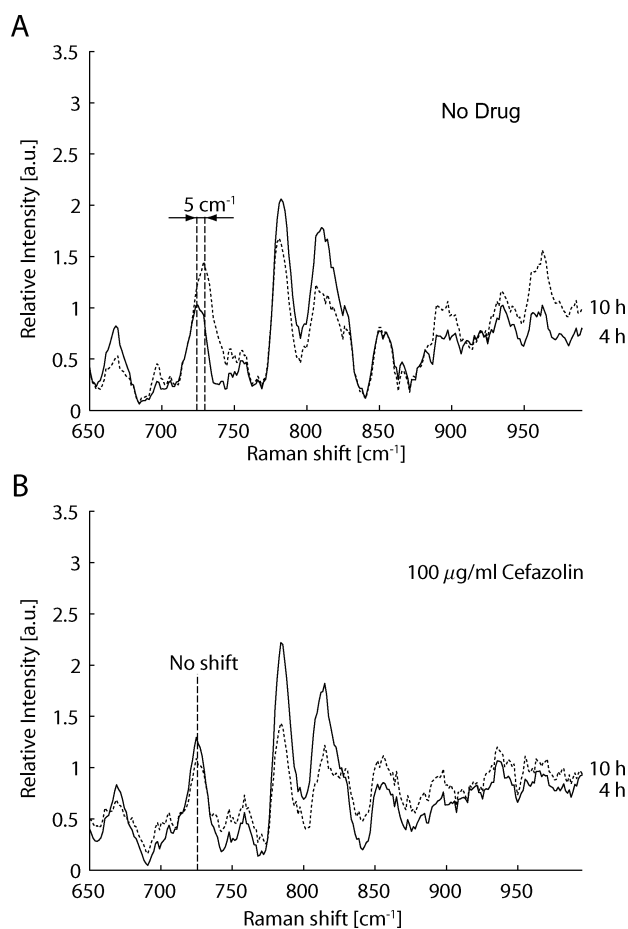 A
3.5
No Drug
3
2.5
2
5 cm⁻¹
1.5
1
0.5
0
10 h
4 h
Relative Intensity [a.u.]
650 700 750 800 850 900 950
Raman shift [cm⁻¹]
B
3.5
100 μg/ml Cefazolin
3
2.5
2
No shift
1.5
1
0.5
0
10 h
4 h
Relative Intensity [a.u.]
650 700 750 800 850 900 950
Raman shift [cm⁻¹]